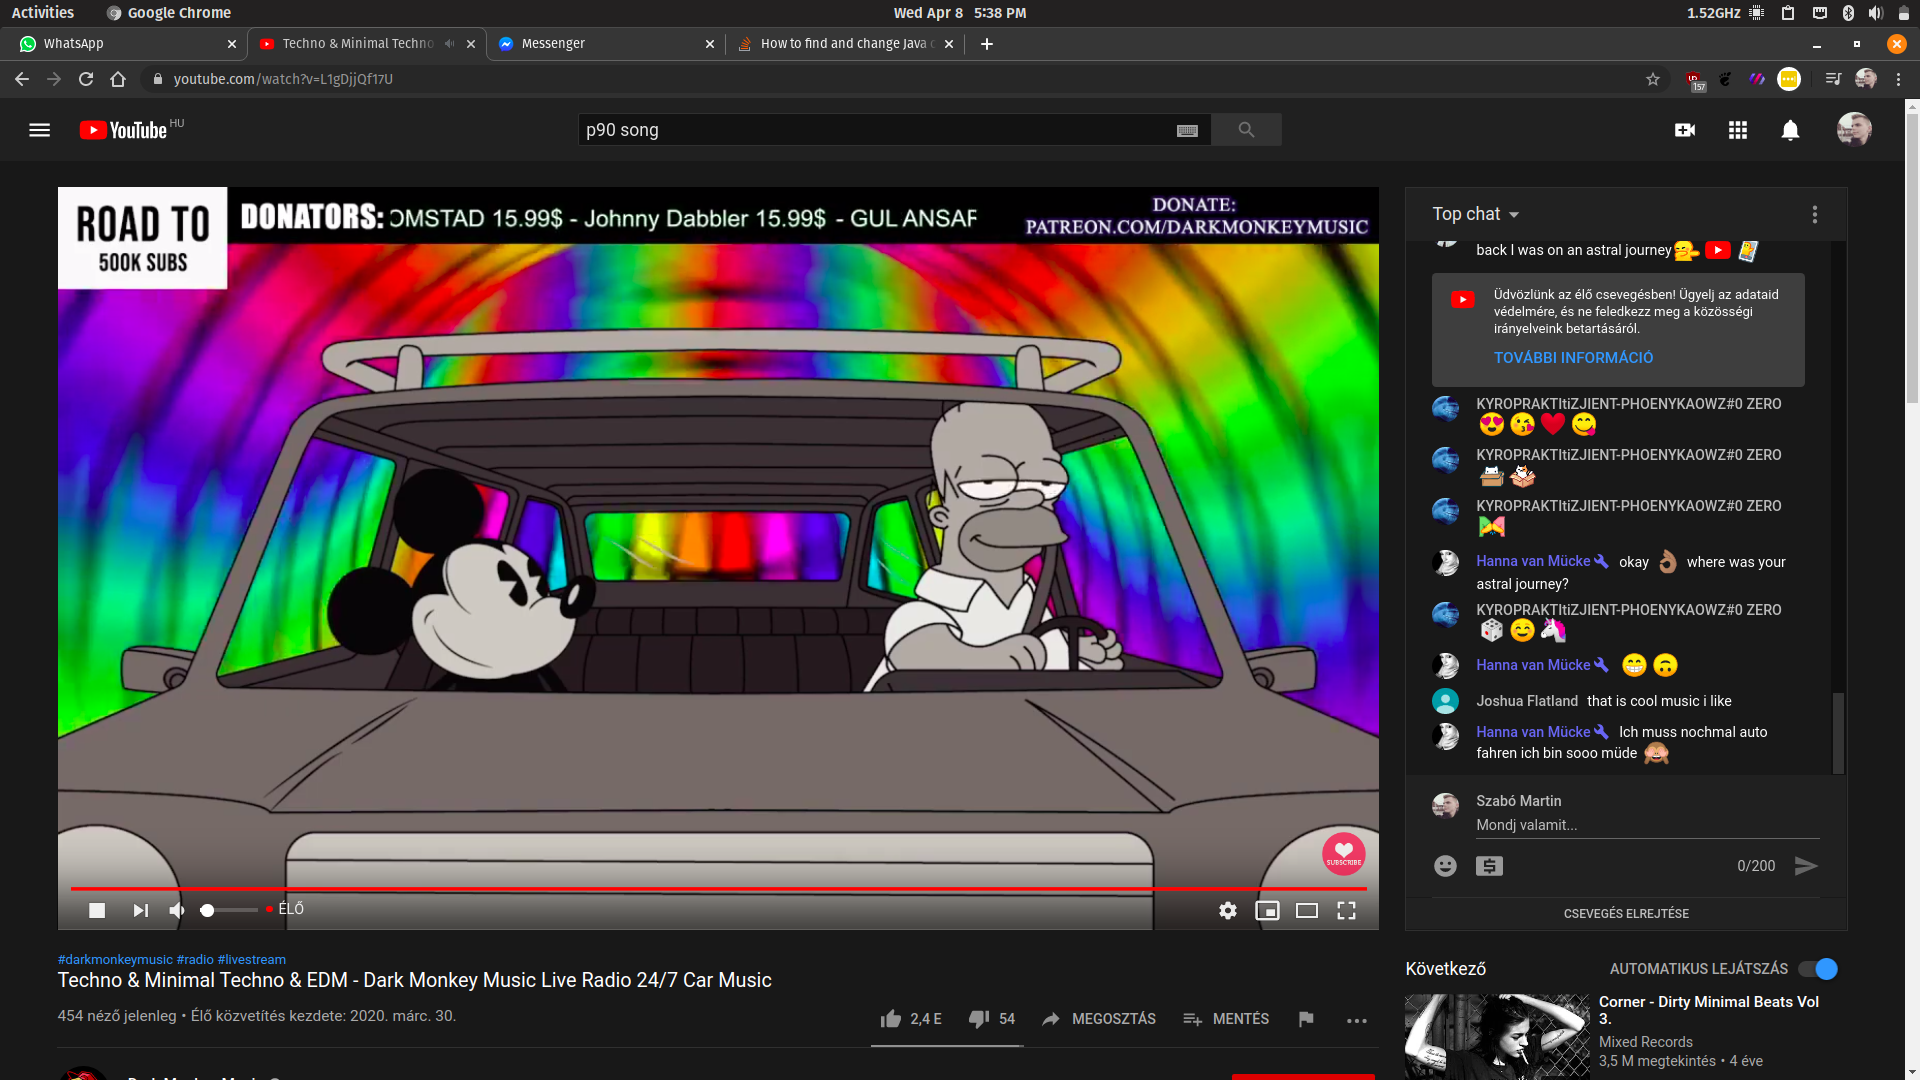 Activities
Google Chrome
Wed Apr 8 5:38 PM
1.52GHz
WhatsApp
Techno & Minimal Techno
Messenger
How to find and change Java
youtube.com/watch?v=L1gDjjQf17U
157
YouTube HU
p90 song
ROAD TO
500K SUBS
DONATORS: OMSTAD 15.99$ - Johnny Dabbler 15.99$ - GUL ANSAF
DONATE:
PATREON.COM/DARKMONKEYMUSIC
SUBSCRIBE
ÉLŐ
#darkmonkeymusic #radio #livestream
Techno & Minimal Techno & EDM - Dark Monkey Music Live Radio 24/7 Car Music
454 néző jelenleg • Élő közvetítés kezdete: 2020. márc. 30.
2,4 E
54
MEGOSZTÁS
MENTÉS
Top chat
back I was on an astral journey
Üdvözlünk az élő csevegésben! Ügyelj az adataid
védelmére, és ne feledkezz meg a közösségi
irányelveink betartásáról.
TOVÁBBI INFORMÁCIÓ
KYROPRAKTItiZJIENT-PHOENYKAOWZ#0 ZERO
😍😘❤️😋
KYROPRAKTItiZJIENT-PHOENYKAOWZ#0 ZERO
KYROPRAKTItiZJIENT-PHOENYKAOWZ#0 ZERO
Hanna van Mücke okay 👌🏽 where was your
astral journey?
KYROPRAKTItiZJIENT-PHOENYKAOWZ#0 ZERO
🎲😊🦄
Hanna van Mücke 😁🙃
Joshua Flatland that is cool music i like
Hanna van Mücke Ich muss nochmal auto
fahren ich bin sooo müde 🙈
Szabó Martin
Mondj valamit...
0/200
CSEVEGÉS ELREJTÉSE
Következő
AUTOMATIKUS LEJÁTSZÁS
Corner - Dirty Minimal Beats Vol
3.
Mixed Records
3,5 M megtekintés • 4 éve